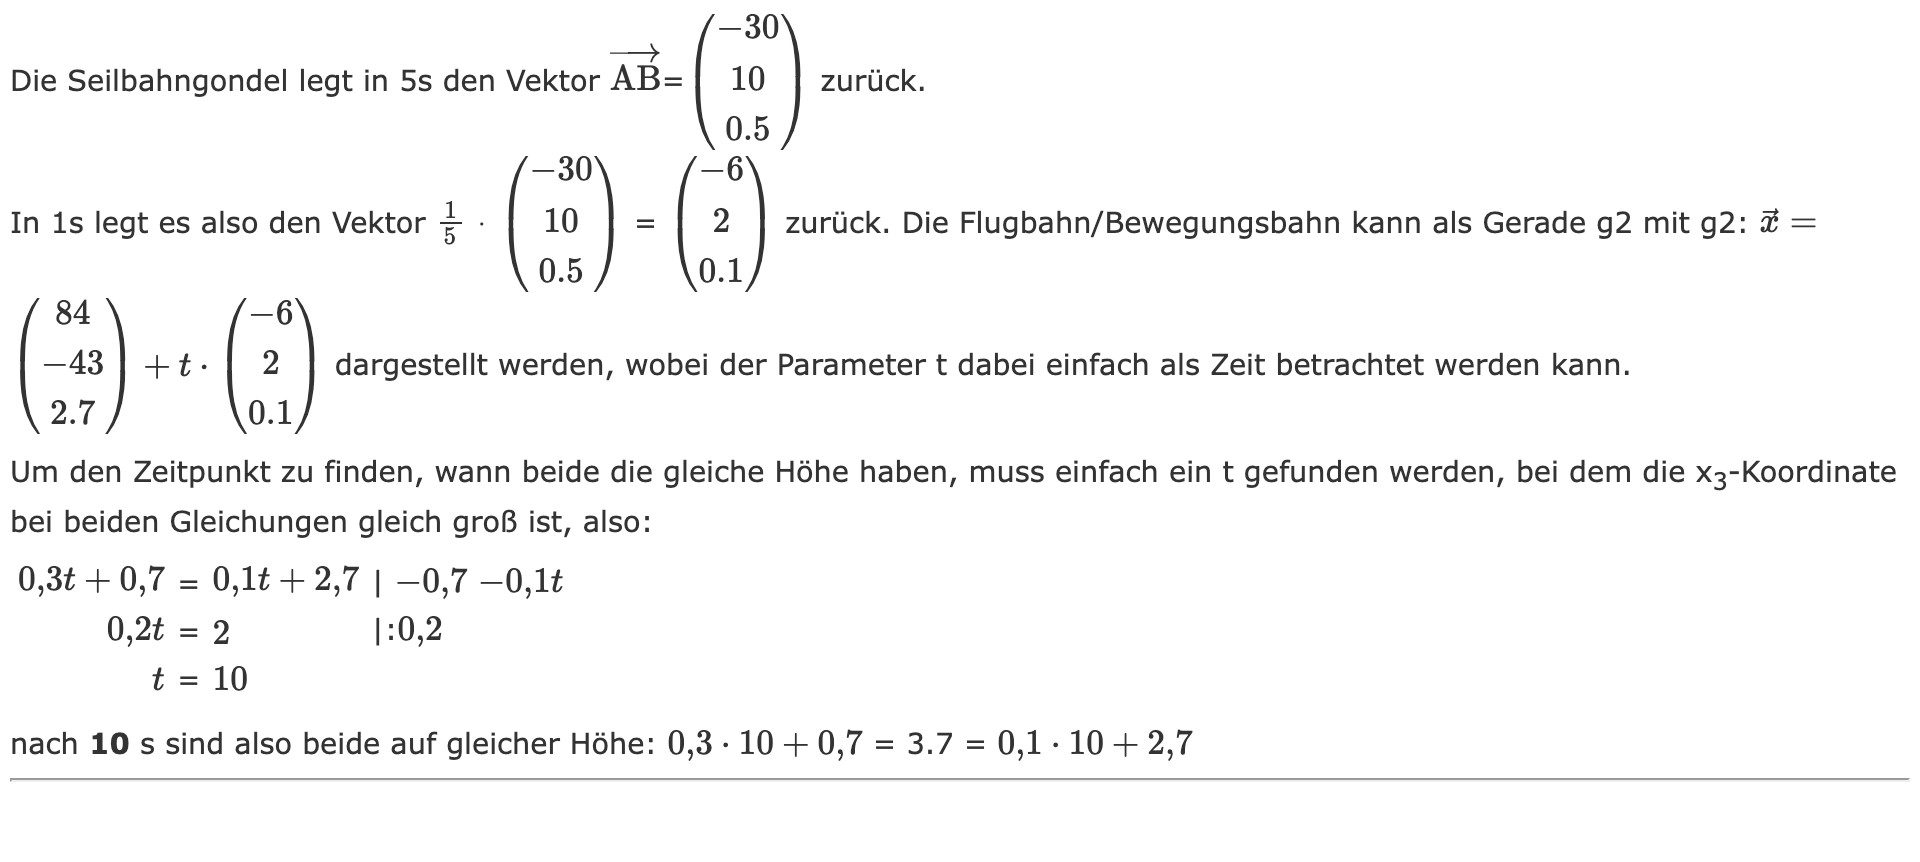 Die Seilbahngondel legt in 5s den Vektor $\overrightarrow{AB}$=$\begin{pmatrix} -30 \\ 10 \\ 0.5 \end{pmatrix}$ zurück.
In 1s legt es also den Vektor $\frac{1}{5} \cdot \begin{pmatrix} -30 \\ 10 \\ 0.5 \end{pmatrix}$ = $\begin{pmatrix} -6 \\ 2 \\ 0.1 \end{pmatrix}$ zurück. Die Flugbahn/Bewegungsbahn kann als Gerade g2 mit g2: $\vec{x} =$
$\begin{pmatrix} 84 \\ -43 \\ 2.7 \end{pmatrix} + t \cdot \begin{pmatrix} -6 \\ 2 \\ 0.1 \end{pmatrix}$ dargestellt werden, wobei der Parameter t dabei einfach als Zeit betrachtet werden kann.
Um den Zeitpunkt zu finden, wann beide die gleiche Höhe haben, muss einfach ein t gefunden werden, bei dem die x₃-Koordinate
bei beiden Gleichungen gleich groß ist, also:
0,3t + 0,7 = 0,1t + 2,7 | −0,7 −0,1t
0,2t = 2 |:0,2
t = 10
nach 10 s sind also beide auf gleicher Höhe: 0,3 · 10 + 0,7 = 3.7 = 0,1 · 10 + 2,7